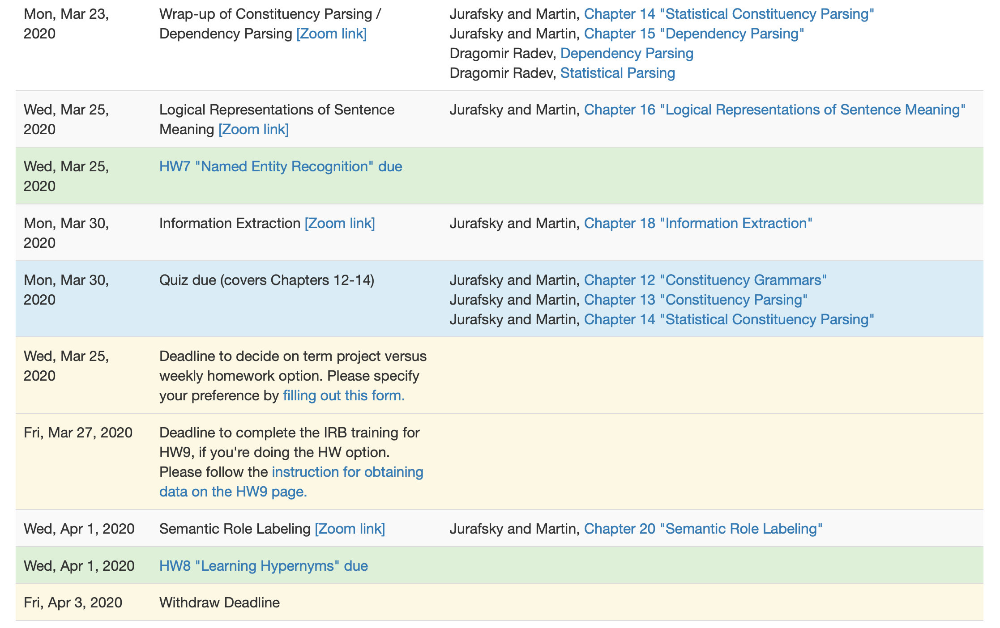 Mon, Mar 23,
2020
Wrap-up of Constituency Parsing /
Dependency Parsing [Zoom link]
Jurafsky and Martin, Chapter 14 "Statistical Constituency Parsing"
Jurafsky and Martin, Chapter 15 "Dependency Parsing"
Dragomir Radev, Dependency Parsing
Dragomir Radev, Statistical Parsing
Wed, Mar 25,
2020
Logical Representations of Sentence
Meaning [Zoom link]
Jurafsky and Martin, Chapter 16 "Logical Representations of Sentence Meaning"
Wed, Mar 25,
2020
HW7 "Named Entity Recognition" due
Mon, Mar 30,
2020
Information Extraction [Zoom link]
Jurafsky and Martin, Chapter 18 "Information Extraction"
Mon, Mar 30,
2020
Quiz due (covers Chapters 12-14)
Jurafsky and Martin, Chapter 12 "Constituency Grammars"
Jurafsky and Martin, Chapter 13 "Constituency Parsing"
Jurafsky and Martin, Chapter 14 "Statistical Constituency Parsing"
Wed, Mar 25,
2020
Deadline to decide on term project versus
weekly homework option. Please specify
your preference by filling out this form.
Fri, Mar 27, 2020
Deadline to complete the IRB training for
HW9, if you're doing the HW option.
Please follow the instruction for obtaining
data on the HW9 page.
Wed, Apr 1, 2020
Semantic Role Labeling [Zoom link]
Jurafsky and Martin, Chapter 20 "Semantic Role Labeling"
Wed, Apr 1, 2020
HW8 "Learning Hypernyms" due
Fri, Apr 3, 2020
Withdraw Deadline